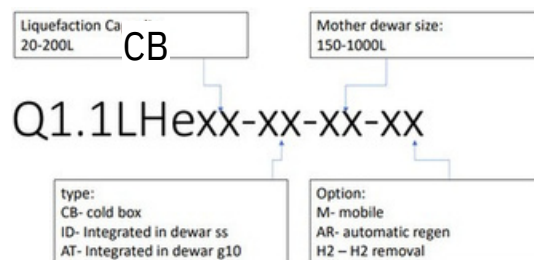 Liquefaction
20-200L
CB
Mother dewar size:
150-1000L
Q1.1LHexx-xx-xx-xx
type:
CB- cold box
ID- Integrated in dewar ss
AT- Integrated in dewar g10
Option:
M- mobile
AR- automatic regen
H2 – H2 removal